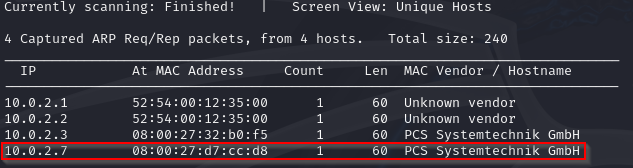 Currently scanning: Finished!   |   Screen View: Unique Hosts
4 Captured ARP Req/Rep packets, from 4 hosts.   Total size: 240
IP            At MAC Address     Count     Len  MAC Vendor / Hostname
10.0.2.1        52:54:00:12:35:00      1      60  Unknown vendor
10.0.2.2        52:54:00:12:35:00      1      60  Unknown vendor
10.0.2.3        08:00:27:32:b0:f5      1      60  PCS Systemtechnik GmbH
10.0.2.7        08:00:27:d7:cc:d8      1      60  PCS Systemtechnik GmbH